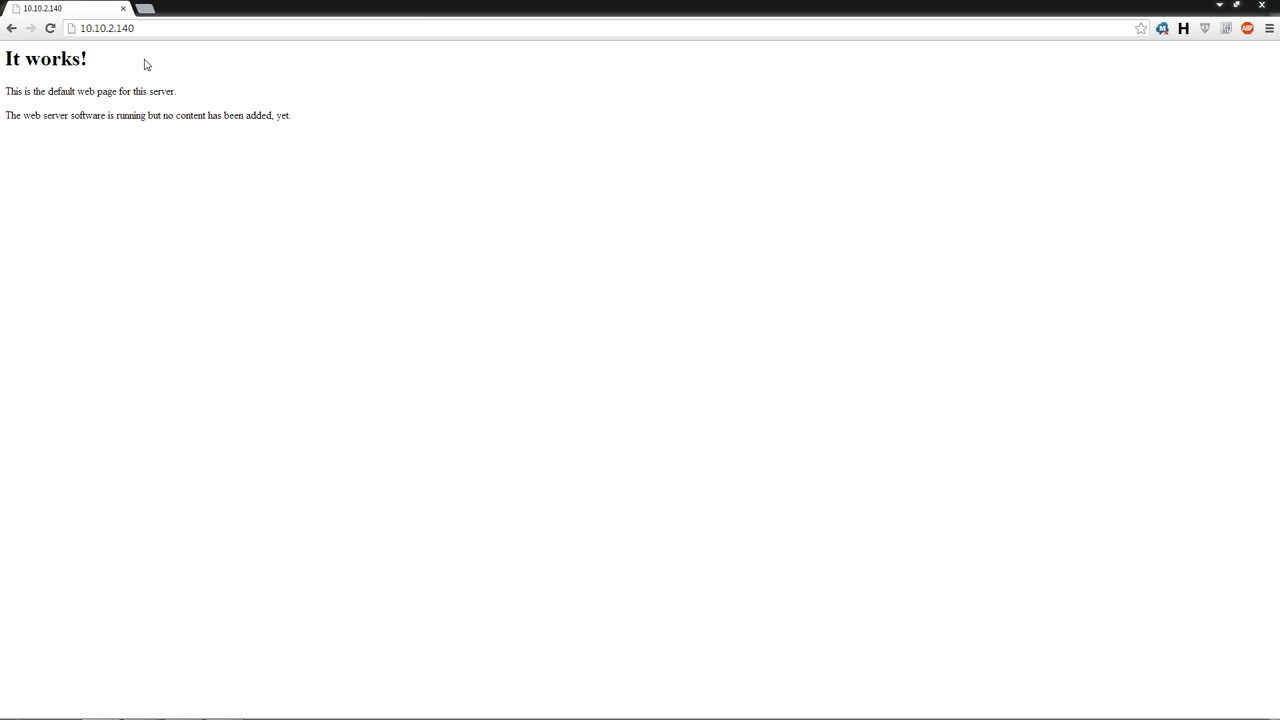 10.10.2.140
10.10.2.140
H
ABP
It works!
This is the default web page for this server.
The web server software is running but no content has been added, yet.